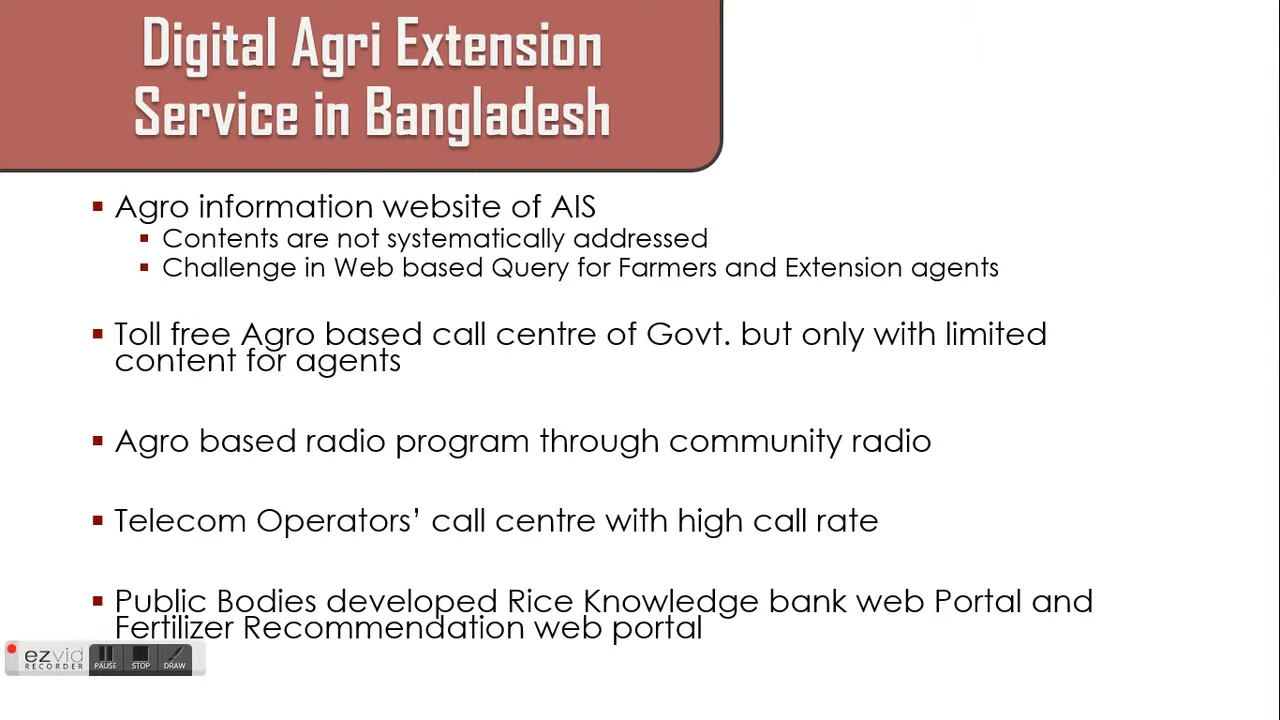 Digital Agri Extension
Service in Bangladesh
Agro information website of AIS
Contents are not systematically addressed
Challenge in Web based Query for Farmers and Extension agents
Toll free Agro based call centre of Govt. but only with limited
content for agents
Agro based radio program through community radio
Telecom Operators’ call centre with high call rate
Public Bodies developed Rice Knowledge bank web Portal and
Fertilizer Recommendation web portal
ezvid
RECORDER
PAUSE STOP DRAW